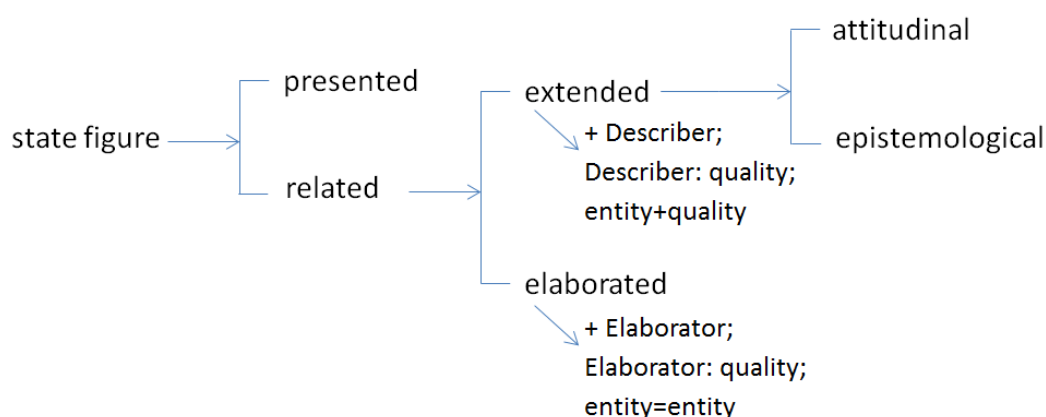 attitudinal
presented
extended
+ Describer;
state figure
epistemological
Describer: quality;
related
entity+quality
elaborated
+ Elaborator;
Elaborator: quality;
entity=entity